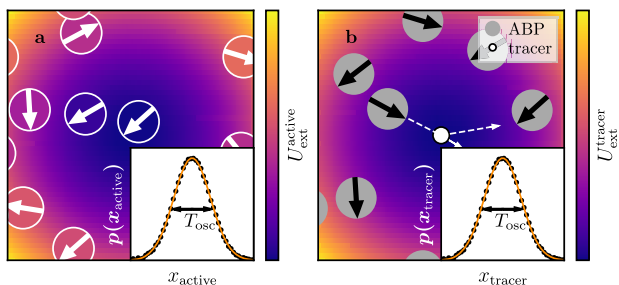 a
p(x_active)
T_osc
x_active
U_ext^active
b
ABP
tracer
p(x_tracer)
T_osc
x_tracer
U_ext^tracer